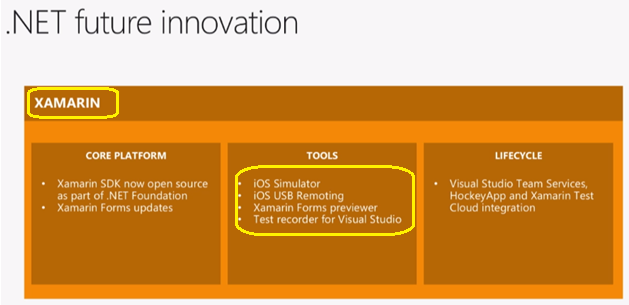 .NET future innovation
XAMARIN
CORE PLATFORM
• Xamarin SDK now open source
as part of .NET Foundation
• Xamarin Forms updates
TOOLS
• iOS Simulator
• iOS USB Remoting
• Xamarin Forms previewer
• Test recorder for Visual Studio
LIFECYCLE
• Visual Studio Team Services,
HockeyApp and Xamarin Test
Cloud integration